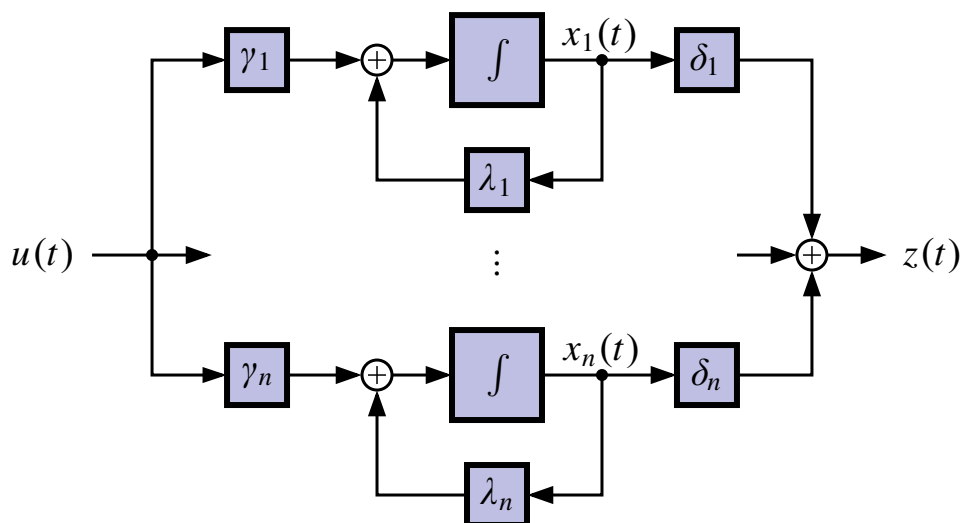 γ₁ + ∫ x₁(t) δ₁
λ₁
u(t) ⋮ + z(t)
γₙ + ∫ xₙ(t) δₙ
λₙ